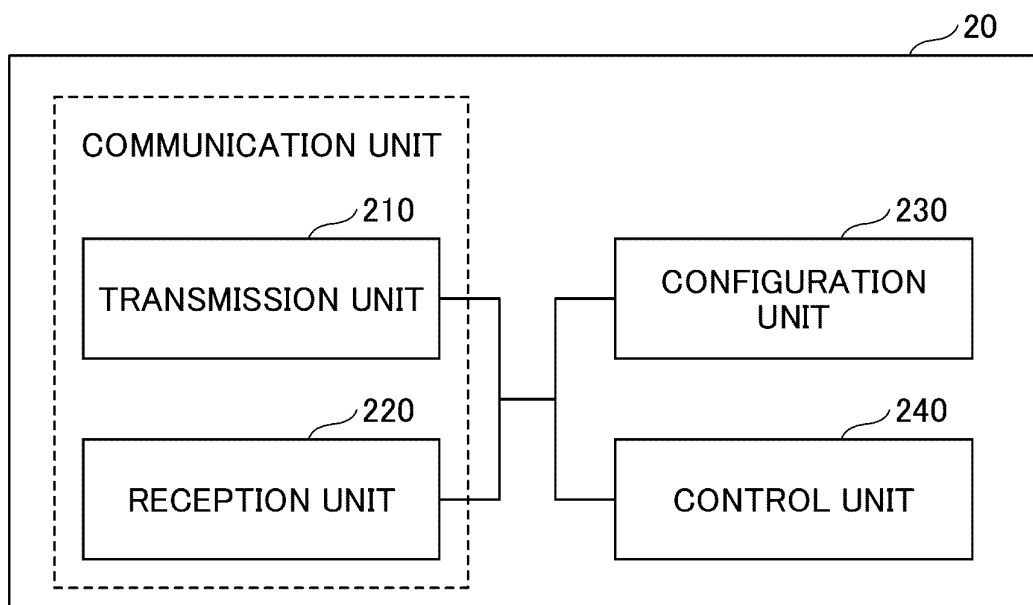 20
COMMUNICATION UNIT
210
TRANSMISSION UNIT
220
RECEPTION UNIT
230
CONFIGURATION
UNIT
240
CONTROL UNIT